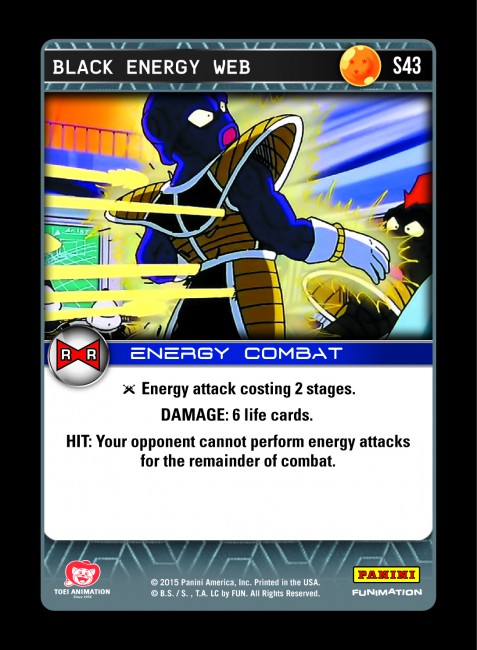 BLACK ENERGY WEB
S43
R R
ENERGY COMBAT
Energy attack costing 2 stages.
DAMAGE: 6 life cards.
HIT: Your opponent cannot perform energy attacks
for the remainder of combat.
TOEI ANIMATION
Since 1956
© 2015 Panini America, Inc. Printed in the USA.
© B.S. / S. , T.A. LC by FUN. All Rights Reserved.
PANINI
FUNIMATION